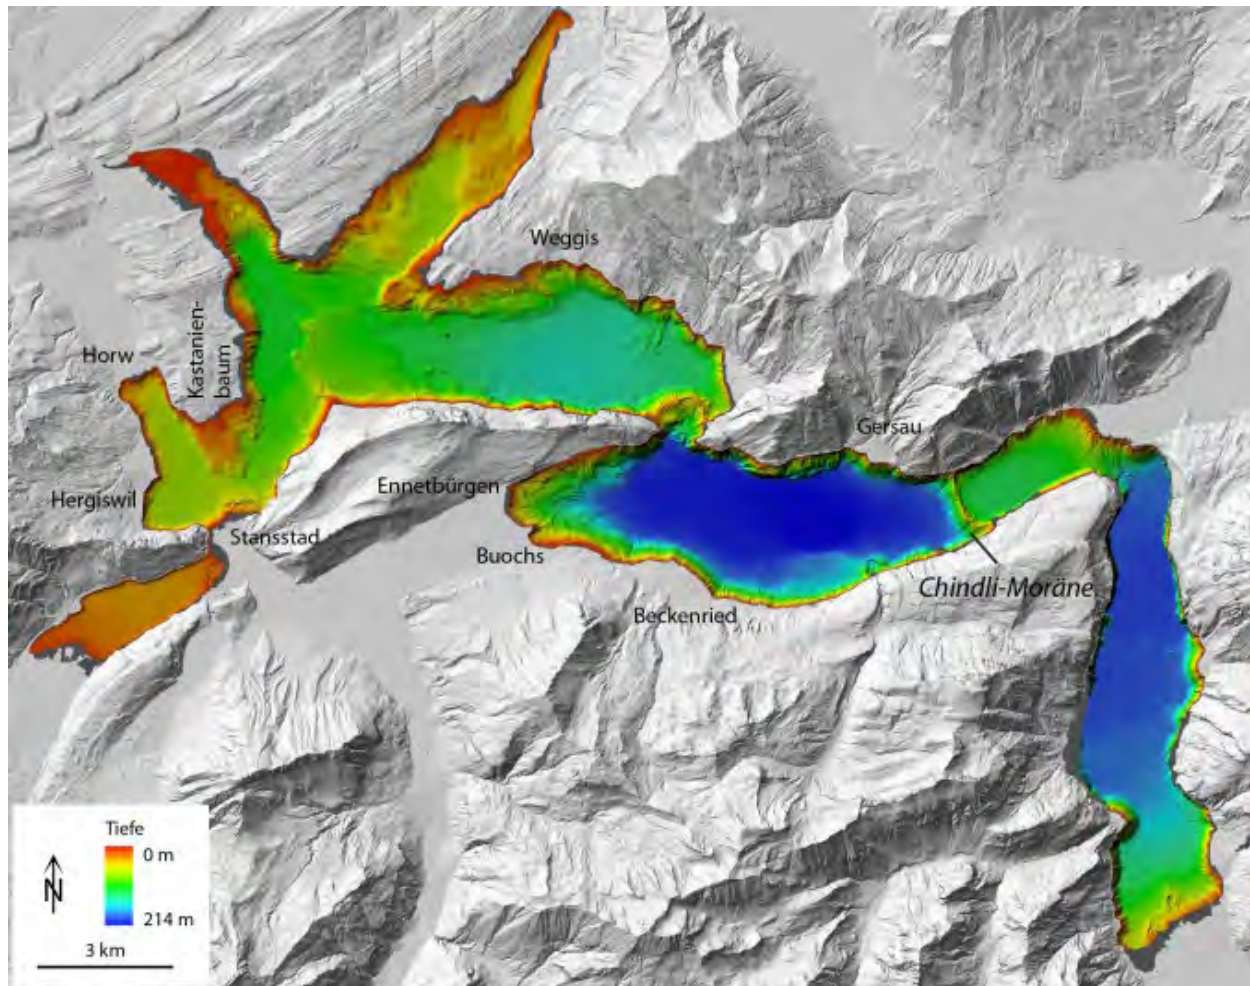 Weggis
Kastanien-
baum
Horw
Gersau
Hergiswil
Ennetbürgen
Stansstad
Buochs
Chindli-Moräne
Beckenried
Tiefe
0 m
N
214 m
3 km